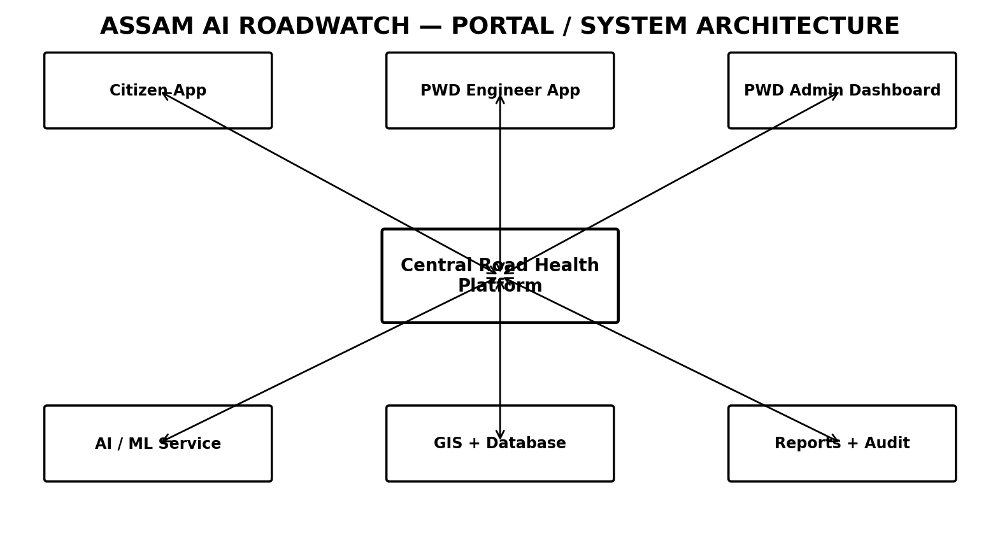 ASSAM AI ROADWATCH — PORTAL / SYSTEM ARCHITECTURE
Citizen App
PWD Engineer App
PWD Admin Dashboard
Central Road Health
Platform
AI / ML Service
GIS + Database
Reports + Audit